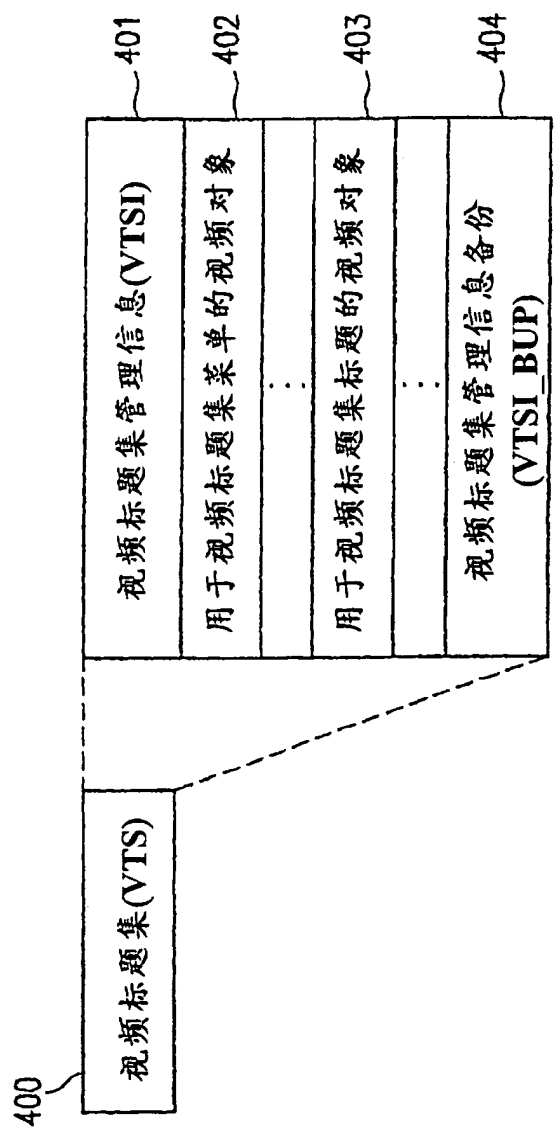 400
视频标题集(VTS)
视频标题集管理信息(VTSI)
401
用于视频标题集菜单的视频对象
402
...
用于视频标题集标题的视频对象
403
...
视频标题集管理信息备份
(VTSI_BUP)
404